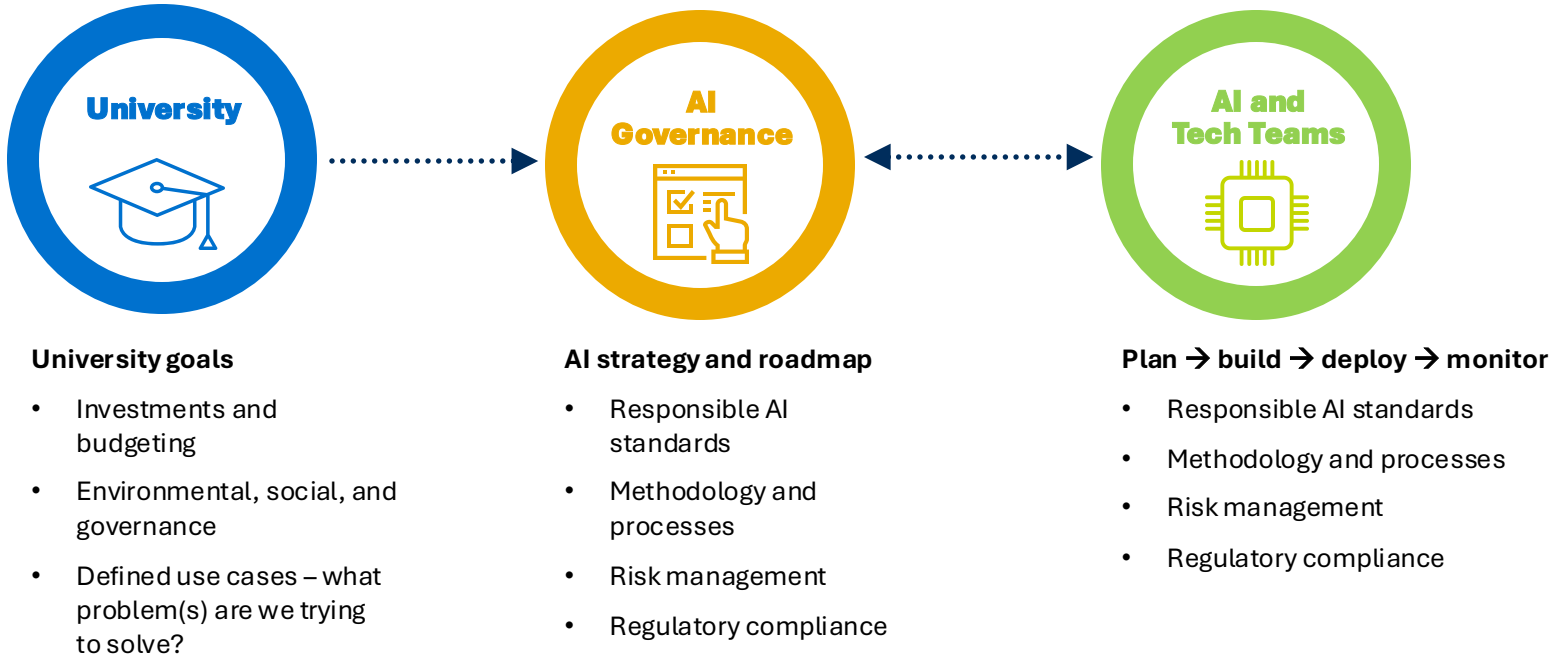 University
AI
Governance
AI and
Tech Teams
University goals
• Investments and
budgeting
• Environmental, social, and
governance
• Defined use cases – what
problem(s) are we trying
to solve?
AI strategy and roadmap
• Responsible AI
standards
• Methodology and
processes
• Risk management
• Regulatory compliance
Plan → build → deploy → monitor
• Responsible AI standards
• Methodology and processes
• Risk management
• Regulatory compliance